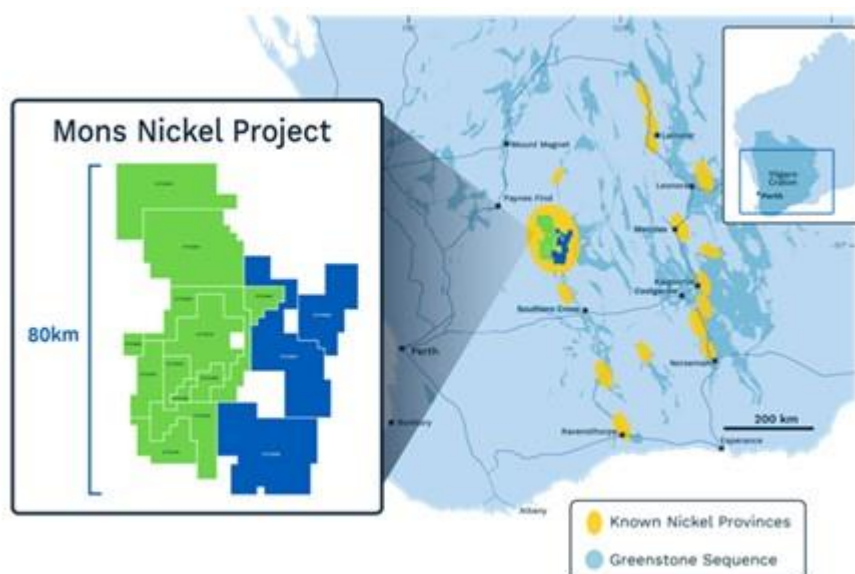 Mons Nickel Project
80km
Mount Magnet
Paynes Find
Leinster
Leonora
Menzies
Kalgoorlie
Coolgardie
Southern Cross
Perth
Norseman
Bunbury
Ravensthorpe
Esperance
Albany
200 km
Yilgarn
Craton
Perth
Known Nickel Provinces
Greenstone Sequence